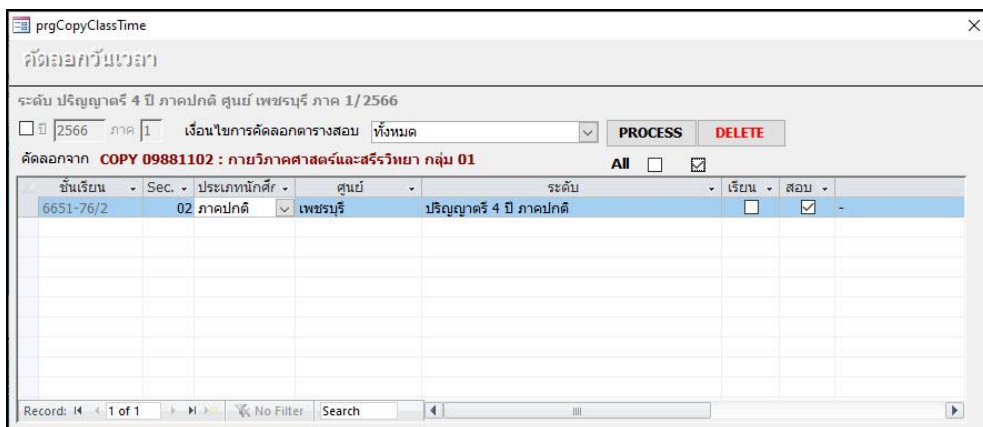 prgCopyClassTime
คัดลอกวันเวลา
ระดับ ปริญญาตรี 4 ปี ภาคปกติ ศูนย์ เพชรบุรี ภาค 1/2566
ปี 2566 ภาค 1 เงื่อนไขการคัดลอกตารางสอบ ทั้งหมด PROCESS DELETE
คัดลอกจาก COPY 09881102 : กายวิภาคศาสตร์และสรีรวิทยา กลุ่ม 01 All
ชั้นเรียน Sec. ประเภทนักศึก ศูนย์ ระดับ เรียน สอบ
6651-76/2 02 ภาคปกติ เพชรบุรี ปริญญาตรี 4 ปี ภาคปกติ -
Record: 1 of 1 No Filter Search